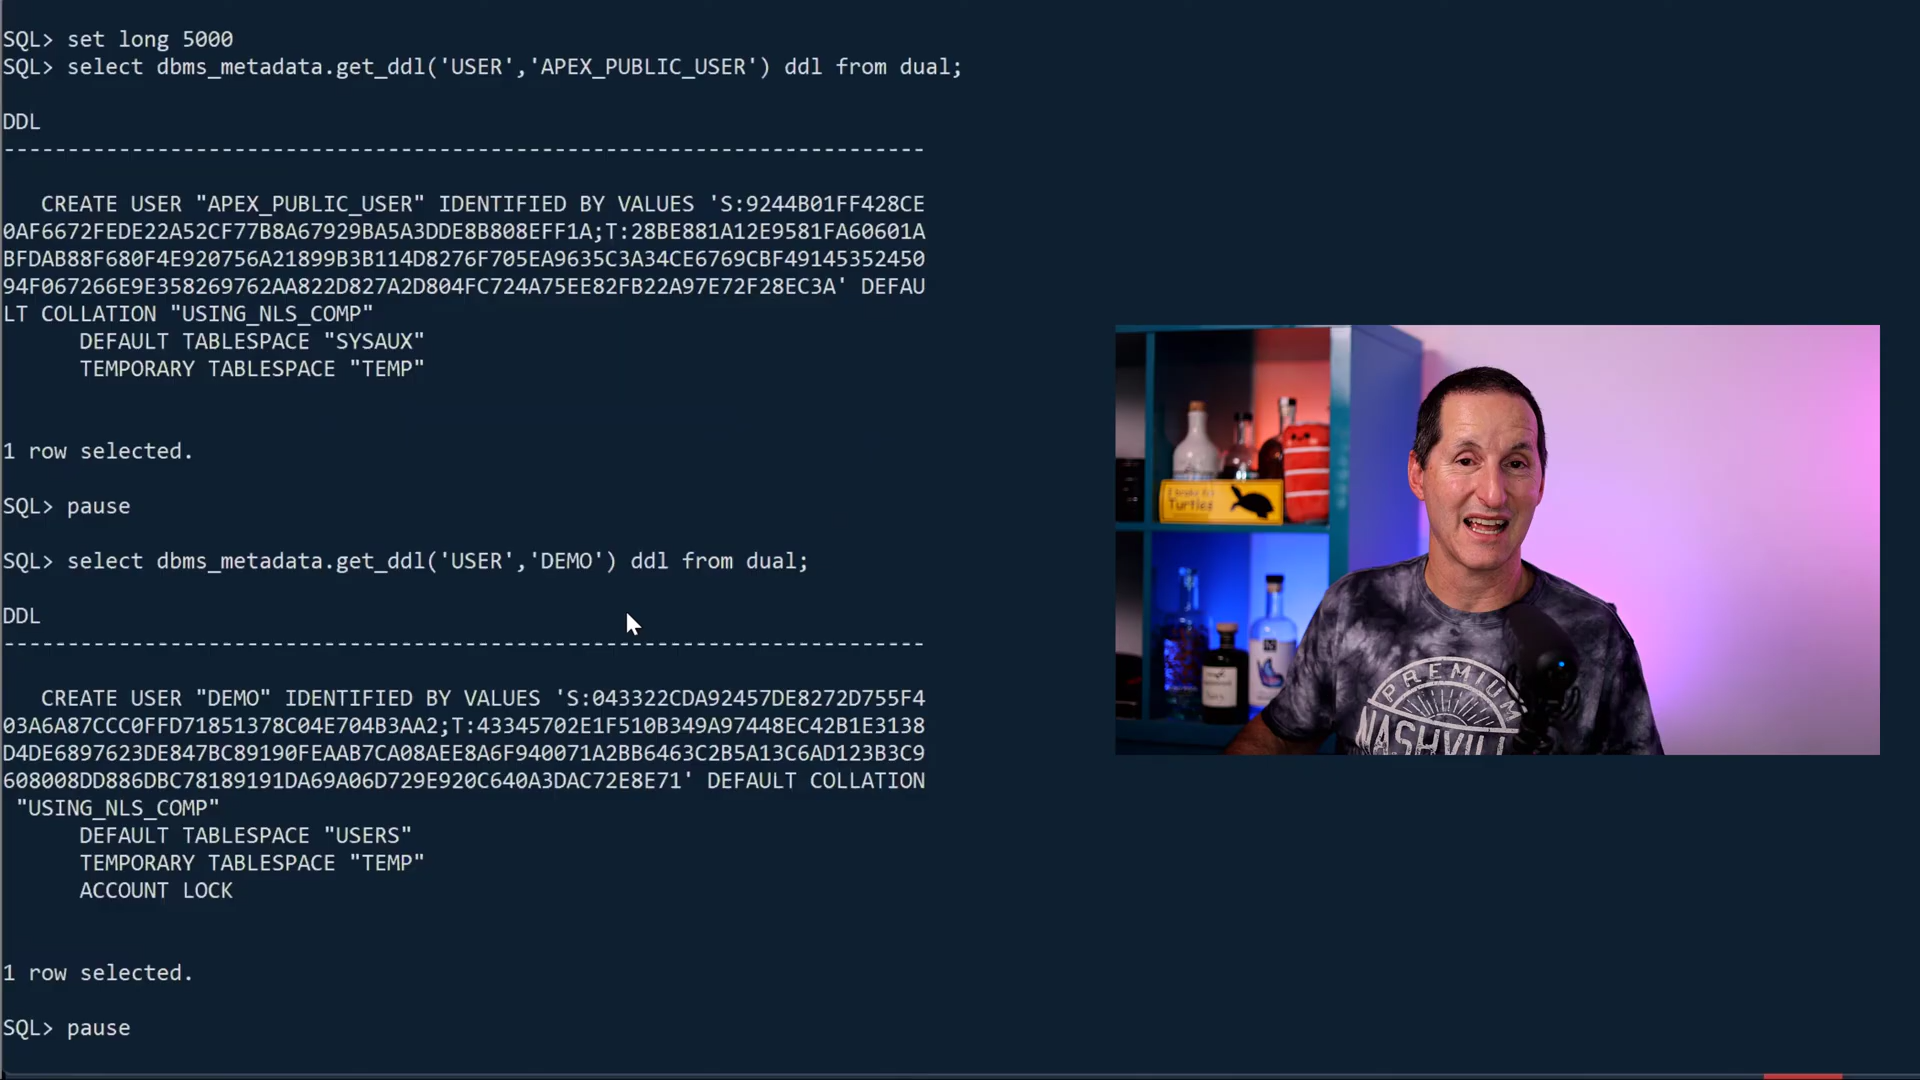 SQL> set long 5000
SQL> select dbms_metadata.get_ddl('USER','APEX_PUBLIC_USER') ddl from dual;
DDL
------------------------------------------------------------------------
   CREATE USER "APEX_PUBLIC_USER" IDENTIFIED BY VALUES 'S:9244B01FF428CE
0AF6672FEDE22A52CF77B8A67929BA5A3DDE8B808EFF1A;T:28BE881A12E9581FA60601A
BFDAB88F680F4E920756A21899B3B114D8276F705EA9635C3A34CE6769CBF49145352450
94F067266E9E358269762AA822D827A2D804FC724A75EE82FB22A97E72F28EC3A' DEFAU
LT COLLATION "USING_NLS_COMP"
      DEFAULT TABLESPACE "SYSAUX"
      TEMPORARY TABLESPACE "TEMP"
1 row selected.
SQL> pause
SQL> select dbms_metadata.get_ddl('USER','DEMO') ddl from dual;
DDL
------------------------------------------------------------------------
   CREATE USER "DEMO" IDENTIFIED BY VALUES 'S:043322CDA92457DE8272D755F4
03A6A87CCC0FFD71851378C04E704B3AA2;T:43345702E1F510B349A97448EC42B1E3138
D4DE6897623DE847BC89190FEAAB7CA08AEE8A6F940071A2BB6463C2B5A13C6AD123B3C9
608008DD886DBC78189191DA69A06D729E920C640A3DAC72E8E71' DEFAULT COLLATION
 "USING_NLS_COMP"
      DEFAULT TABLESPACE "USERS"
      TEMPORARY TABLESPACE "TEMP"
      ACCOUNT LOCK
1 row selected.
SQL> pause
Turtles
PREMIUM
NASHVILL